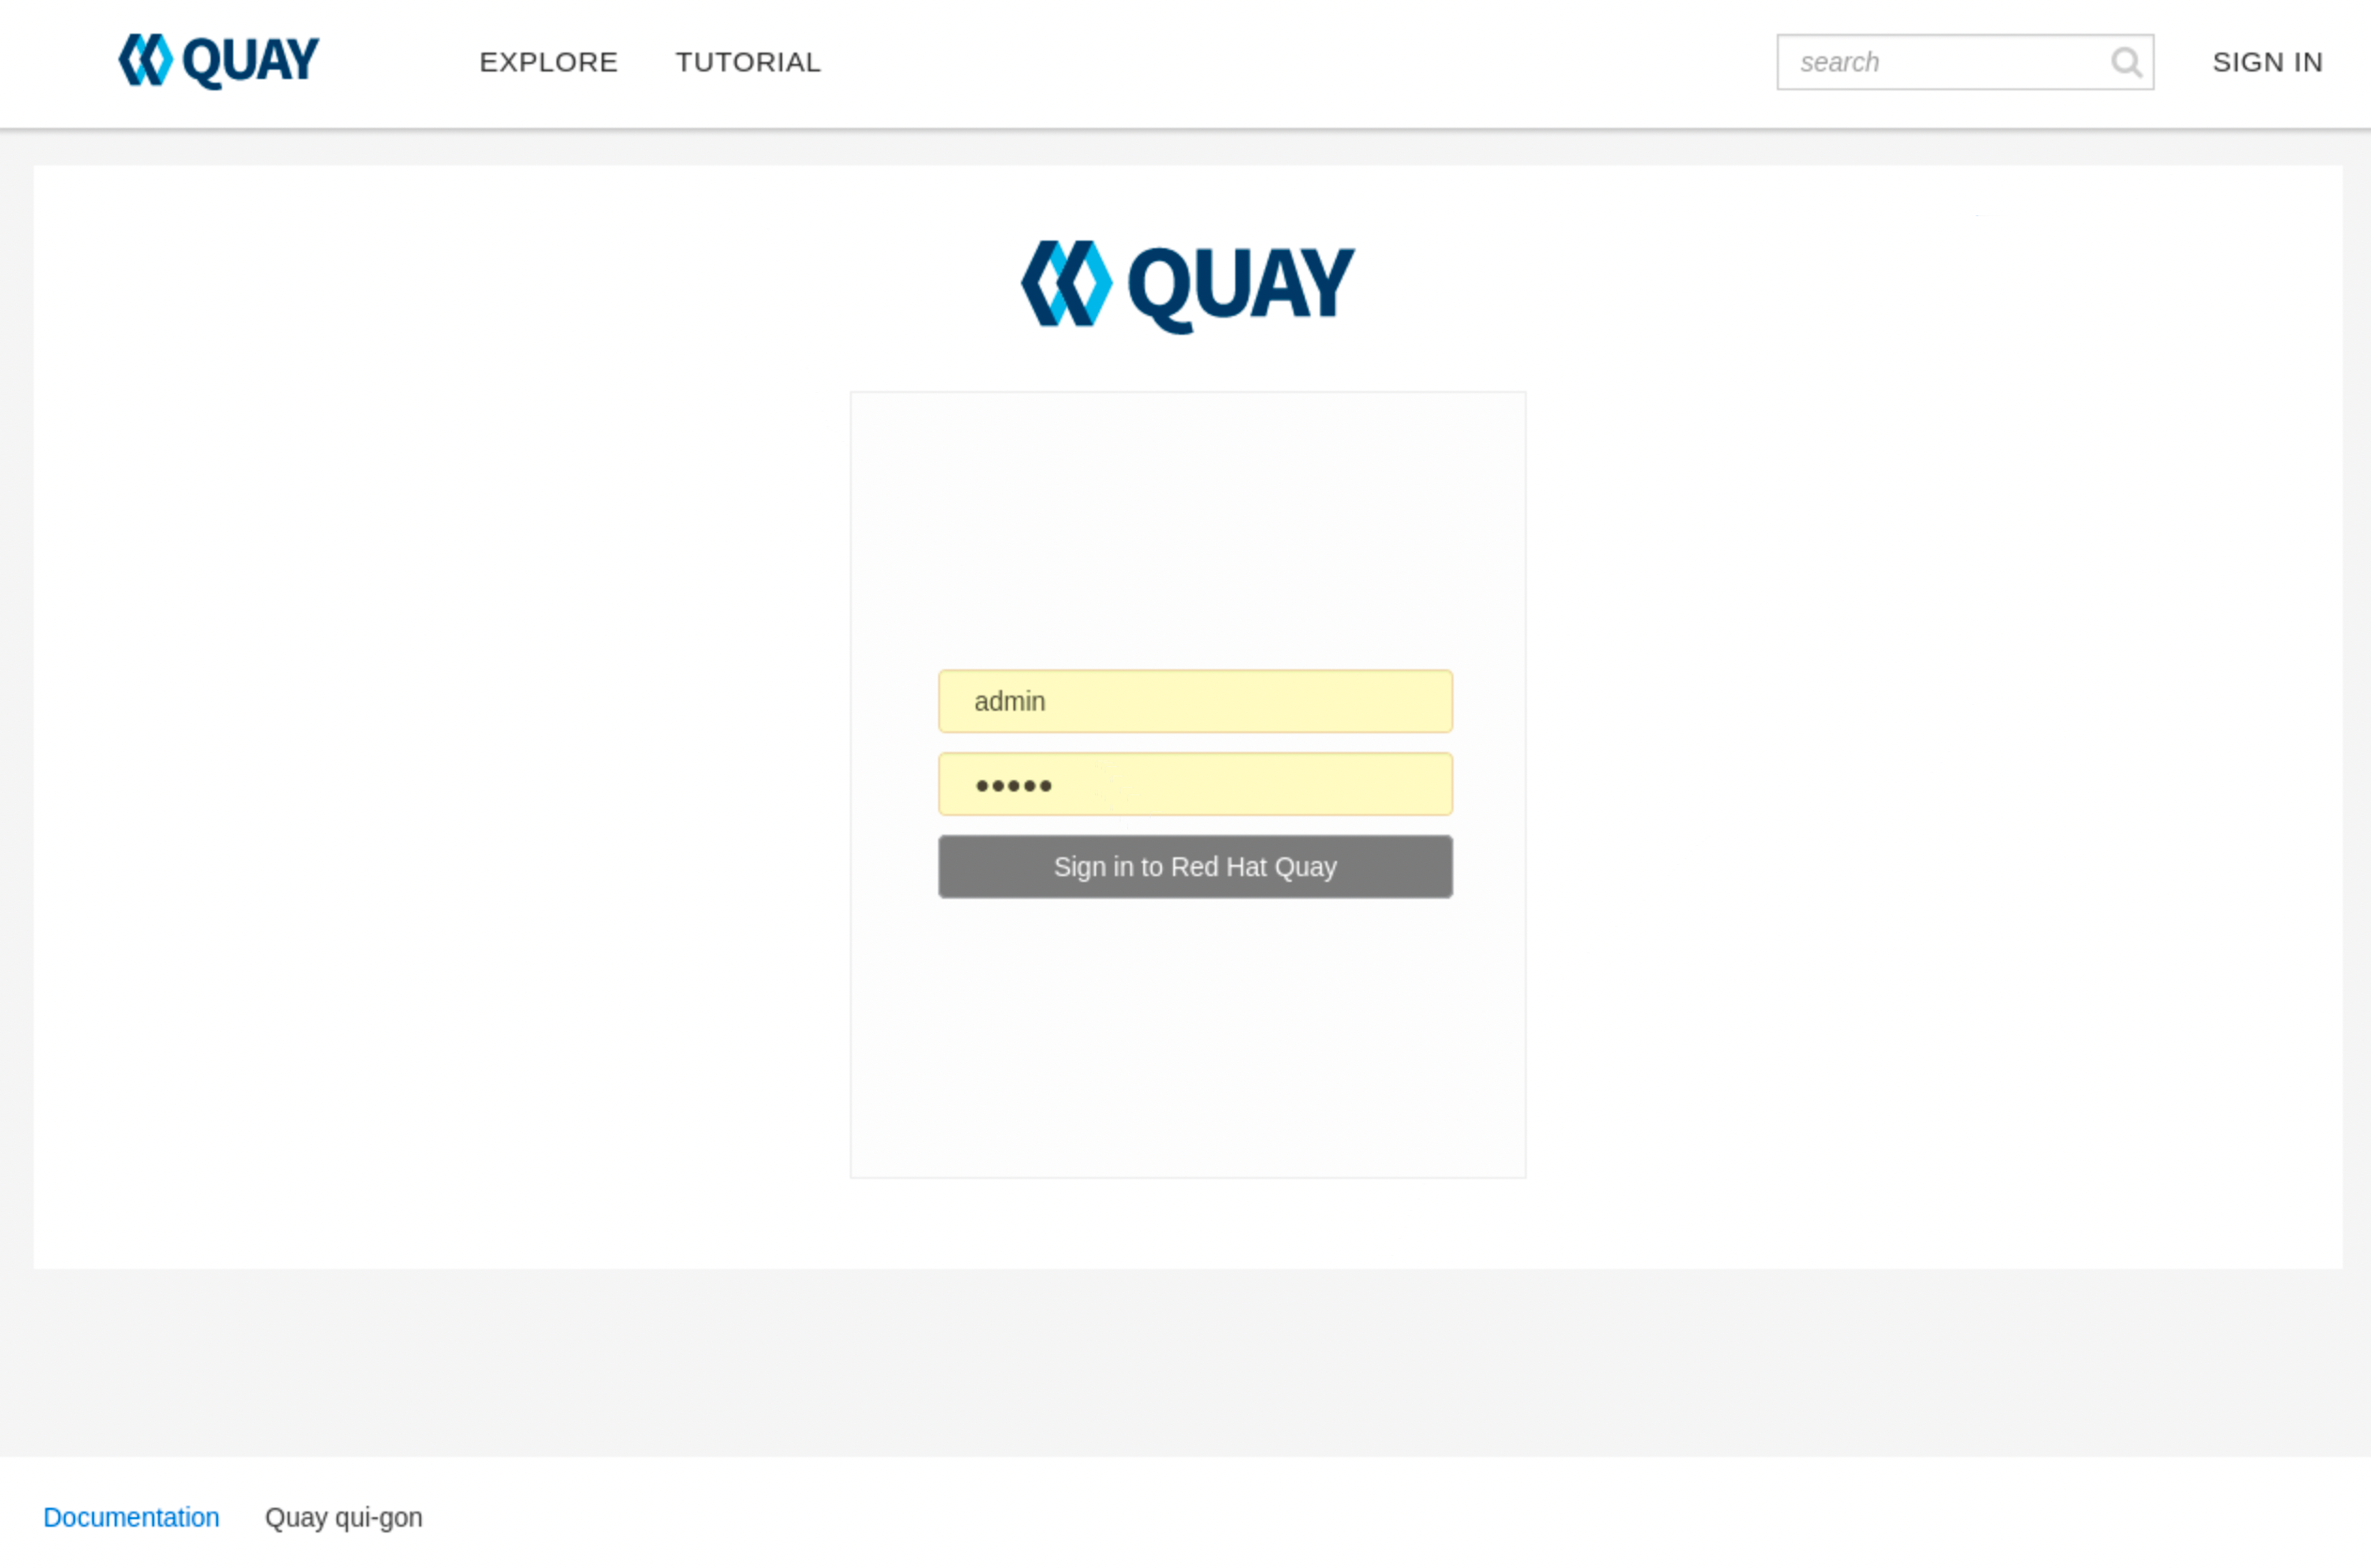 QUAY EXPLORE TUTORIAL search SIGN IN
QUAY
admin
•••••
Sign in to Red Hat Quay
Documentation Quay qui-gon